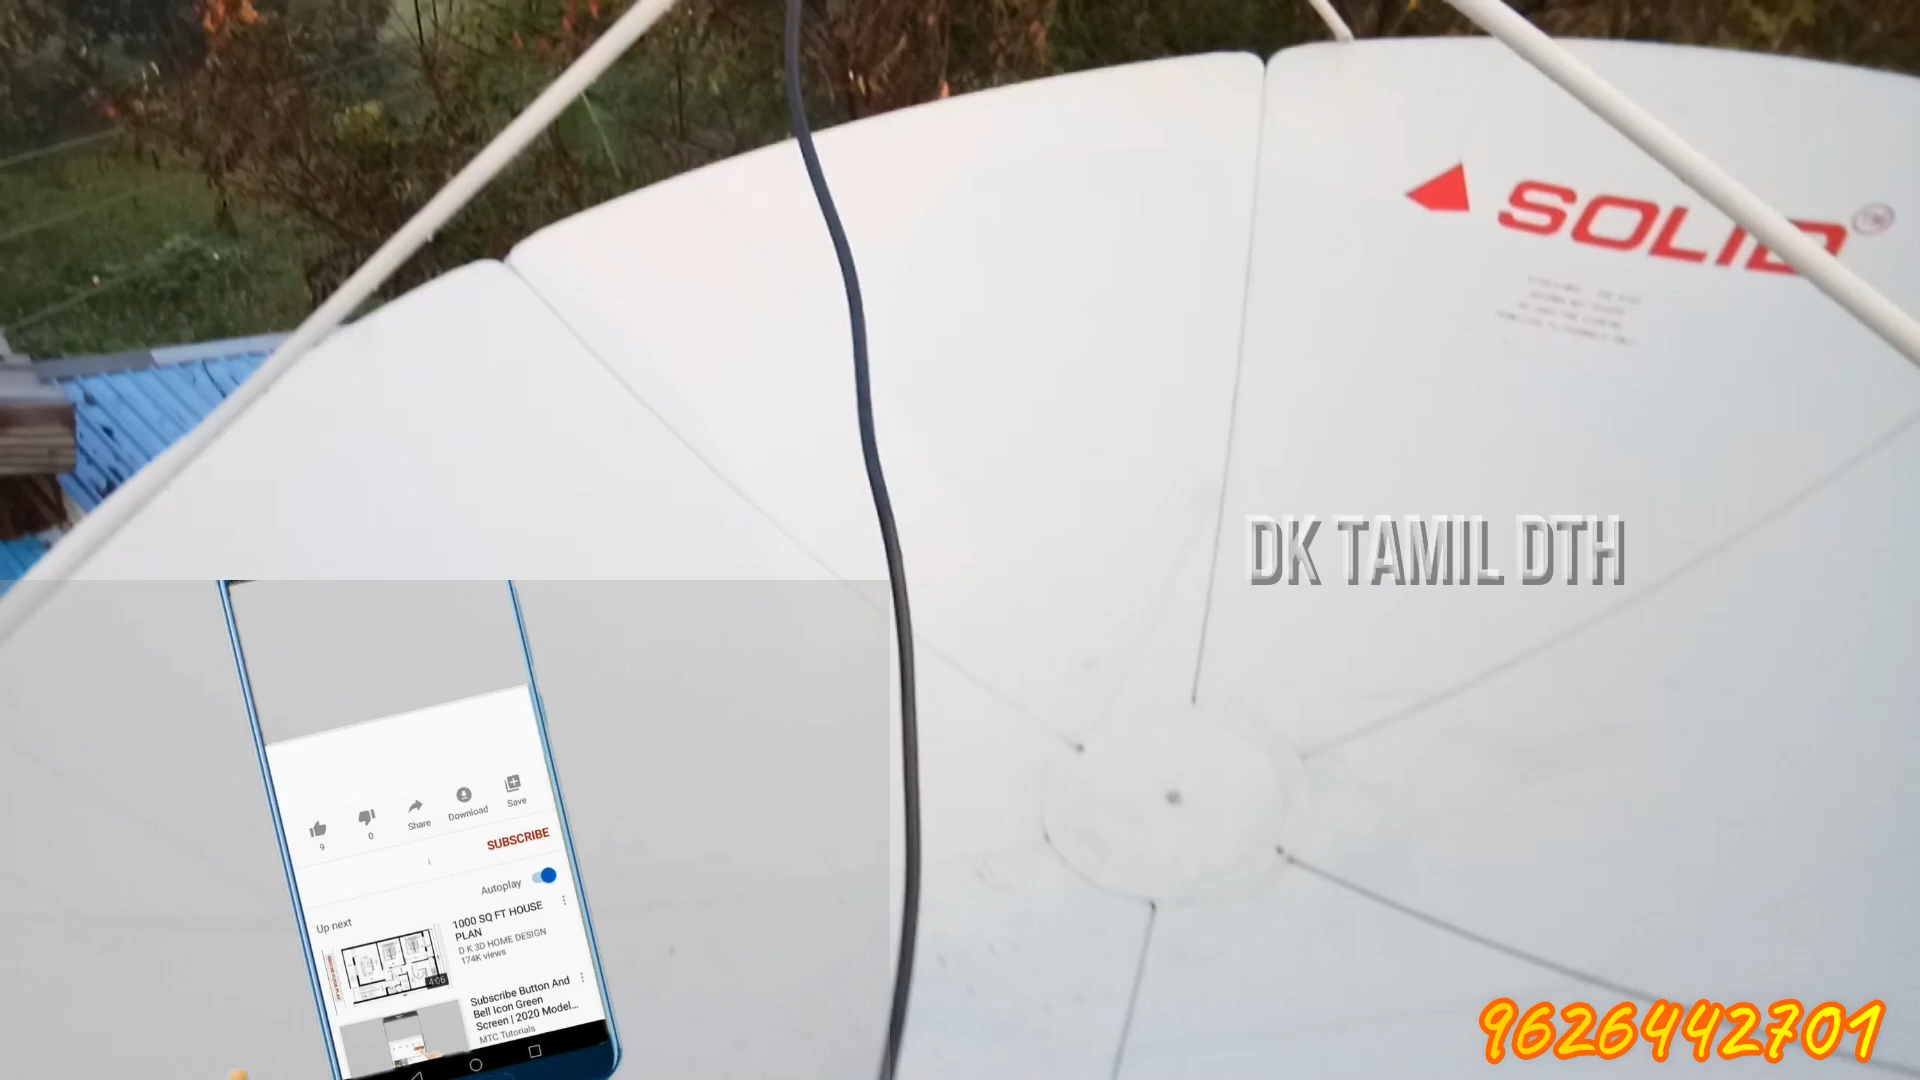 SOLID
TM
DK TAMIL DTH
9
0
Share
Download
Save
SUBSCRIBE
Autoplay
Up next
1000 SQ FT HOUSE
PLAN
D K 3D HOME DESIGN
174K views
4:06
Subscribe Button And
Bell Icon Green
Screen | 2020 Model...
MTC Tutorials
9626442701